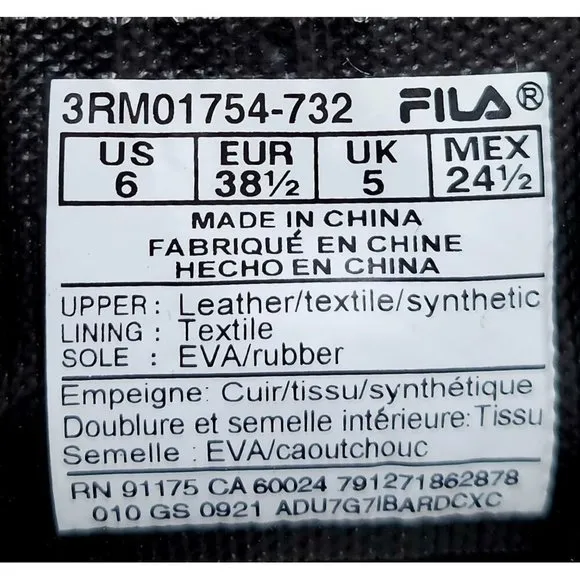 3RM01754-732 FILA®
US EUR UK MEX
6 38½ 5 24½
MADE IN CHINA
FABRIQUÉ EN CHINE
HECHO EN CHINA
UPPER : Leather/textile/synthetic
LINING : Textile
SOLE : EVA/rubber
Empeigne: Cuir/tissu/synthétique
Doublure et semelle intérieure: Tissu
Semelle : EVA/caoutchouc
RN 91175 CA 60024 791271862878
010 GS 0921 ADU7G7IBARDCXC